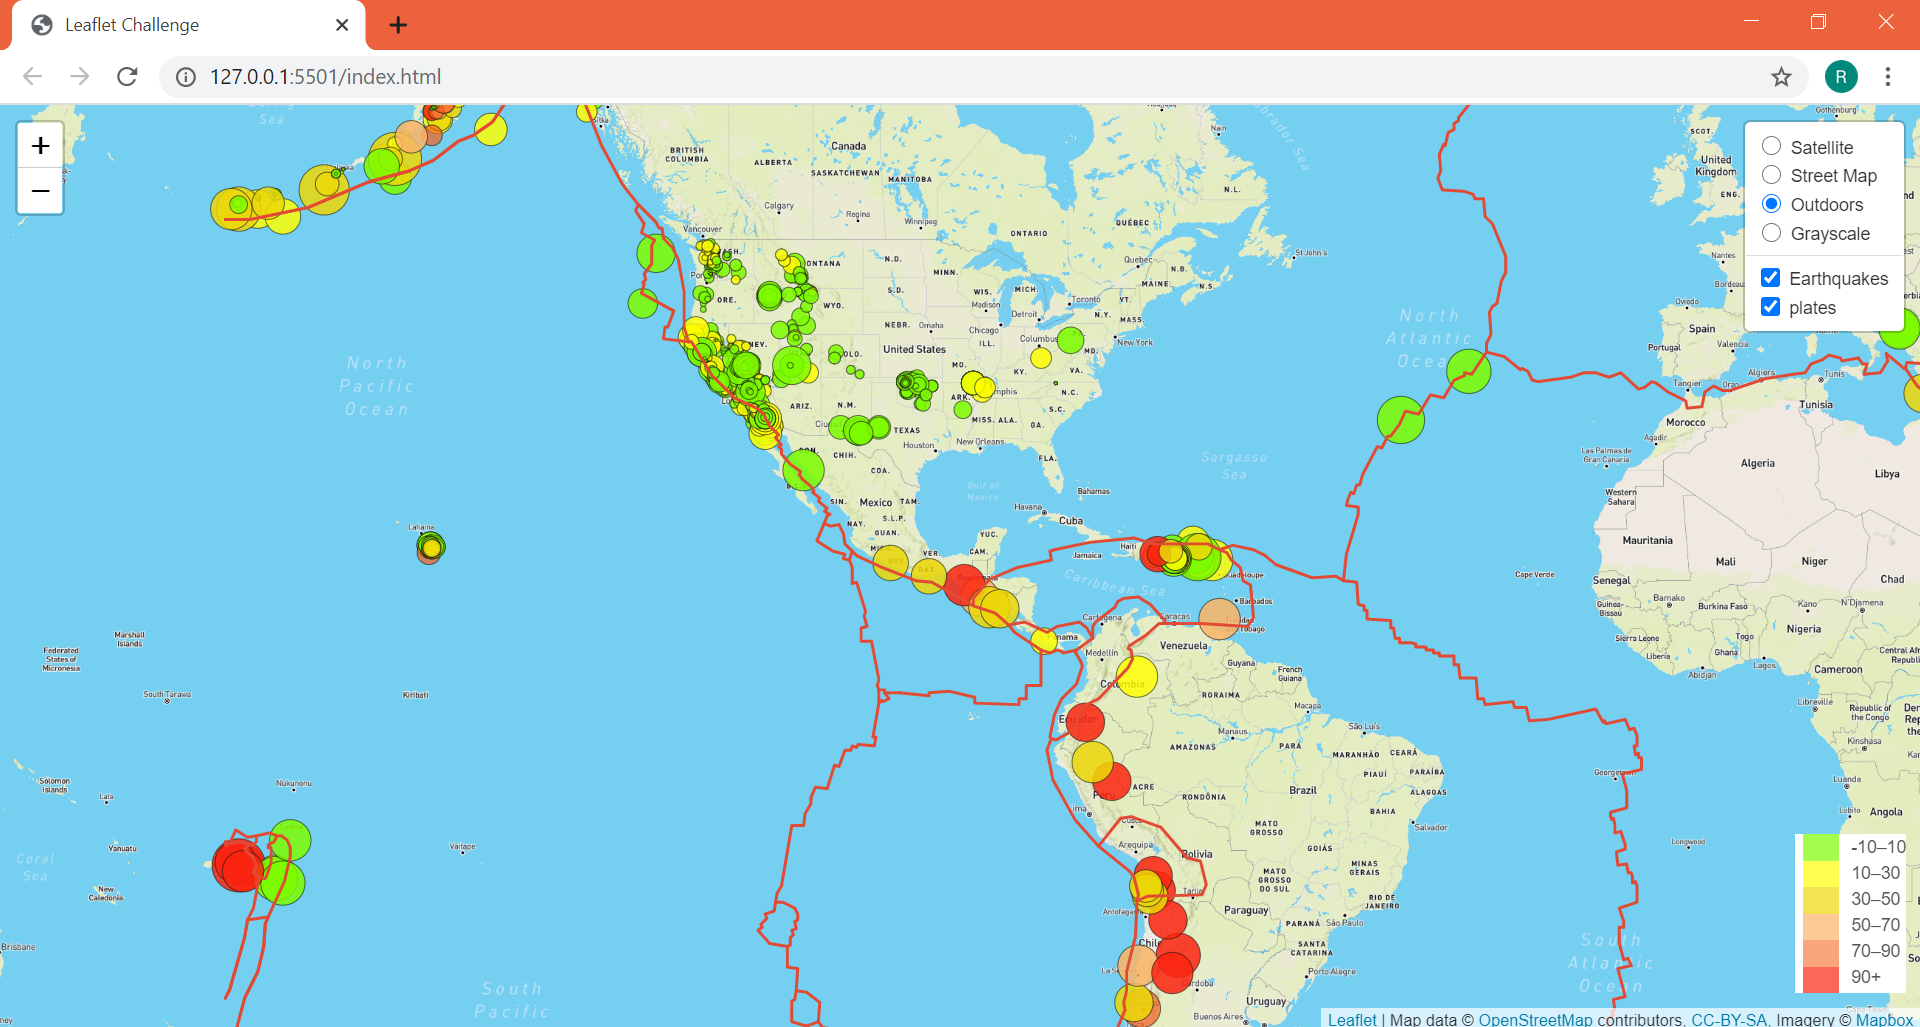 Leaflet Challenge
127.0.0.1:5501/index.html
+
−
R
Satellite
Street Map
Outdoors
Grayscale
Earthquakes
plates
Sea
Sitka
BRITISH
COLUMBIA
ALBERTA
Canada
SASKATCHEWAN
MANITOBA
Nain
Labrador Sea
N.L.
Calgary
Regina
Winnipeg
ONTARIO
QUÉBEC
Vancouver
WASH.
N.D.
MINN.
Quebec
N.B.
MAINE
N.S.
St John's
ORE.
WYO.
S.D.
WIS.
Madison
MICH.
Toronto
VT.
N.Y.
MASS.
Detroit
NEBR.
Omaha
Chicago
ILL.
Columbus
New York
MD.
NEV.
United States
MO.
KY.
VA.
ARK.
N.C.
S.C.
ARIZ.
N.M.
TEXAS
MISS.
ALA.
GA.
Houston
New Orleans
FLA.
CHIH.
COA.
SIN.
Mexico
TAM.
S.L.P.
NAY.
GUAN.
VER.
YUC.
CAM.
Gulf of
Mexico
Havana
Bahamas
Cuba
Jamaica
Haiti
Guadeloupe
Barbados
Caribbean Sea
Sargasso
Sea
North
Pacific
Ocean
North
Atlantic
Ocean
Lahaina
Marshall
Islands
Federated
States of
Micronesia
South Tarawa
Kiribati
Solomon
Islands
Lata
Nukunonu
Vanuatu
Vaitape
Coral
Sea
New
Caledonia
Brisbane
South
Pacific
Guatemala
Panama
Cartagena
Caracas
Medellín
Venezuela
Colombia
Guyana
French
Guiana
RORAIMA
Macapa
Ecuador
AMAZONAS
Manaus
PARÁ
São Luís
MARANHÃO
CEARÁ
PIAUÍ
PARAÍBA
ALAGOAS
Peru
ACRE
RONDÔNIA
Brazil
BAHIA
Salvador
Lima
Cusco
MATO
GROSSO
GOIÁS
Arequipa
Bolivia
MATO
GROSSO
DO SUL
MINAS
GERAIS
Tarija
RIO DE
JANEIRO
Antofagasta
Paraguay
PARANÁ
São Paulo
Chile
SANTA
CATARINA
Porto Alegre
Cordoba
Uruguay
Buenos Aires
Gothenburg
SCOT.
United
Kingdom
ENG.
Nantes
Bordeaux
Oviedo
Spain
Portugal
Valencia
Tangier
Oran
Algiers
Tunis
Tunisia
Morocco
Agadir
Las Palmas de
Gran Canaria
Algeria
Libya
Western
Sahara
Mauritania
Mali
Niger
Chad
Cape Verde
Senegal
Bamako
Guinea-
Bissau
Burkina Faso
Kano
N'Djamena
Sierra Leone
Togo
Nigeria
Liberia
Ghana
Abidjan
Lagos
Cameroon
Libreville
Republic of
the Congo
Kinshasa
Georgetown
Luanda
Lobito
Angola
Longwood
South
Atlantic
Ocean
-10–10
10–30
30–50
50–70
70–90
90+
Leaflet | Map data © OpenStreetMap contributors, CC-BY-SA, Imagery © Mapbox